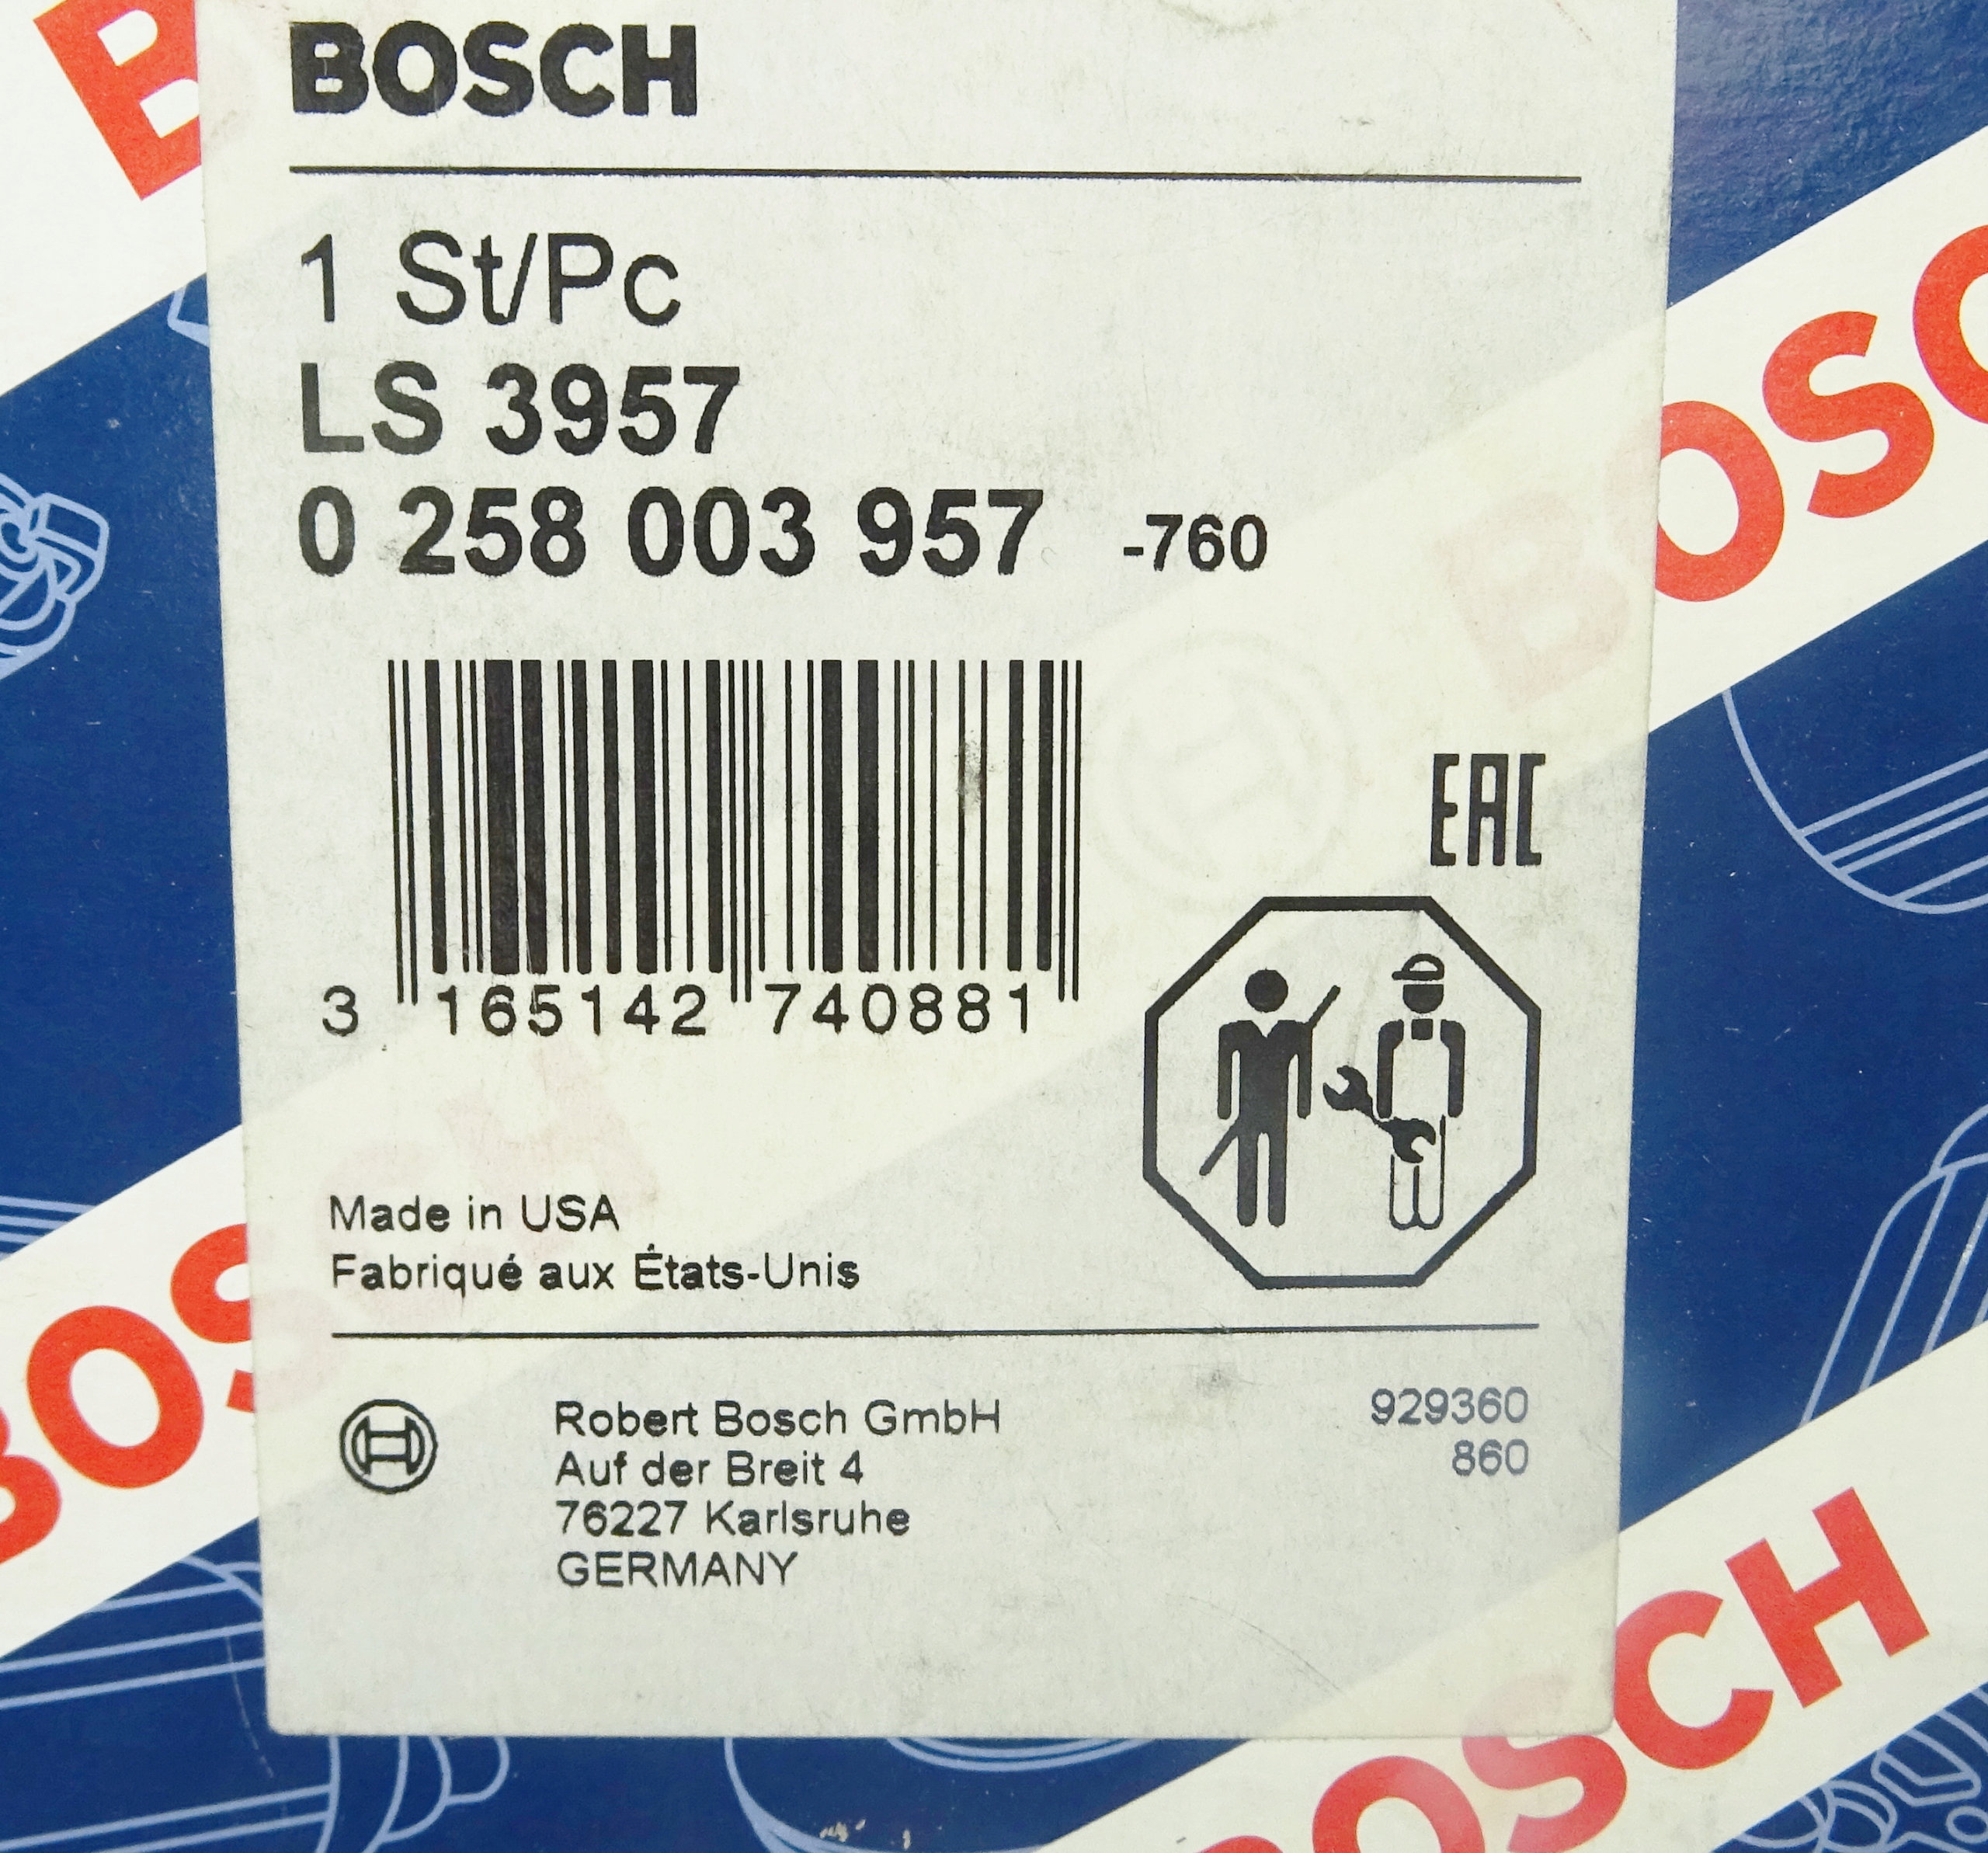 BOSCH
1 St/Pc
LS 3957
0 258 003 957 -760
3 165142 740881
EAC
Made in USA
Fabriqué aux États-Unis
Robert Bosch GmbH
Auf der Breit 4
76227 Karlsruhe
GERMANY
929360
860
BOSCH
BOSCH
BOSCH